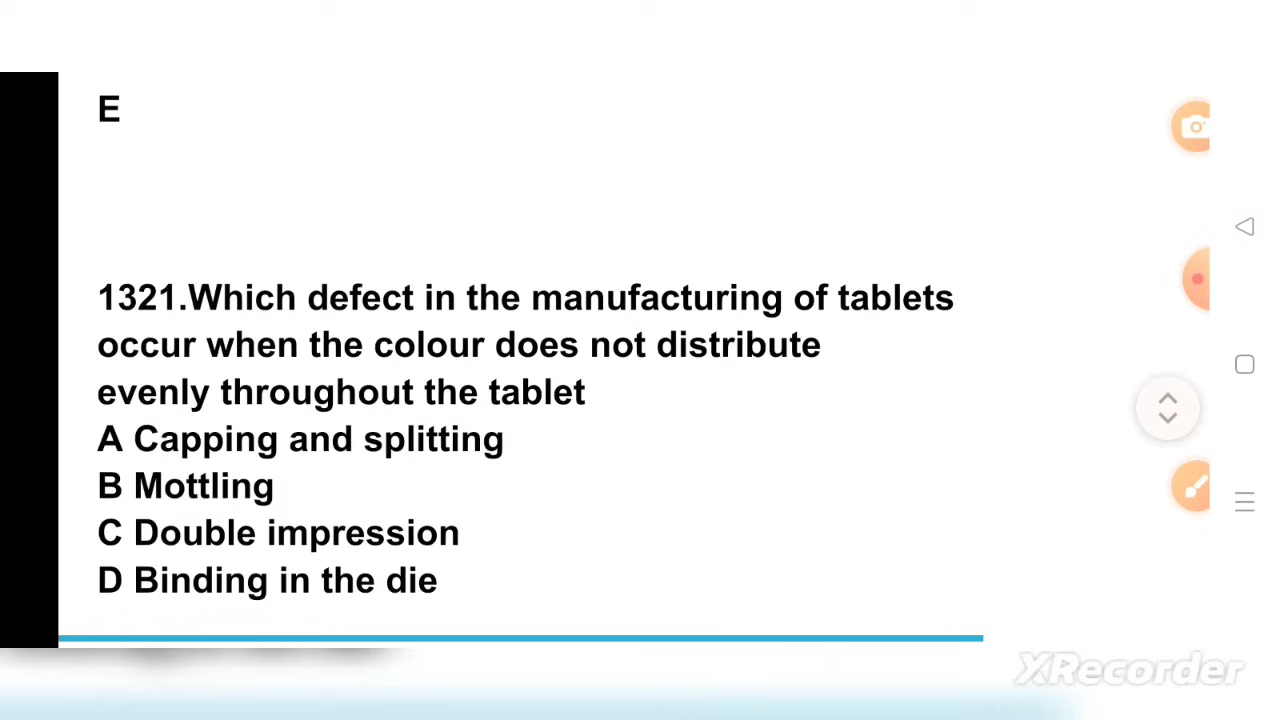 E
1321.Which defect in the manufacturing of tablets
occur when the colour does not distribute
evenly throughout the tablet
A Capping and splitting
B Mottling
C Double impression
D Binding in the die
XRecorder